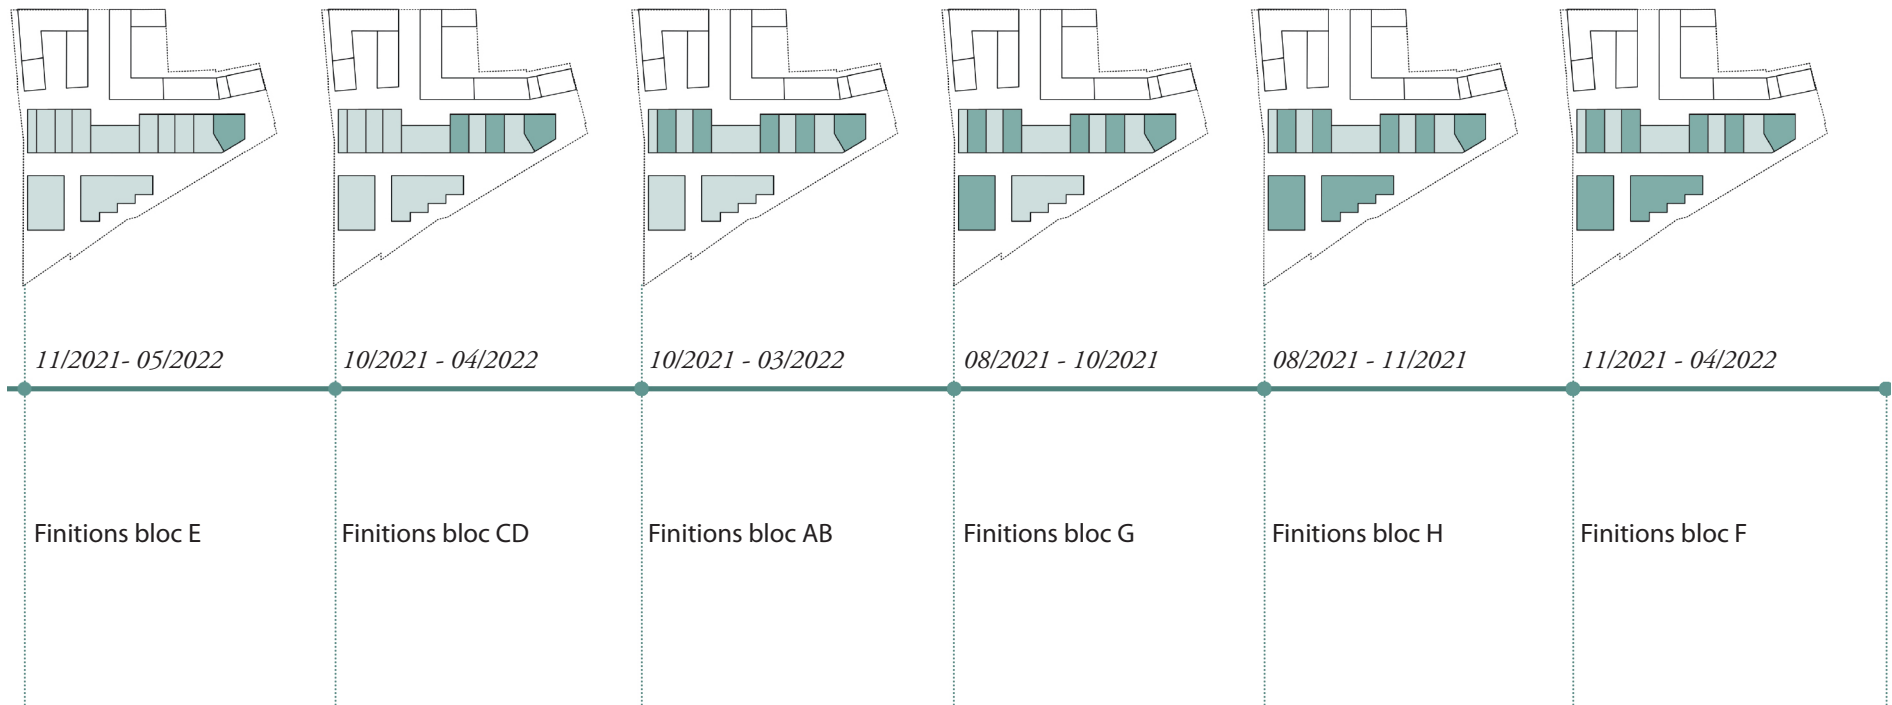 11/2021- 05/2022
10/2021 - 04/2022
10/2021 - 03/2022
08/2021 - 10/2021
08/2021 - 11/2021
11/2021 - 04/2022
Finitions bloc E
Finitions bloc CD
Finitions bloc AB
Finitions bloc G
Finitions bloc H
Finitions bloc F